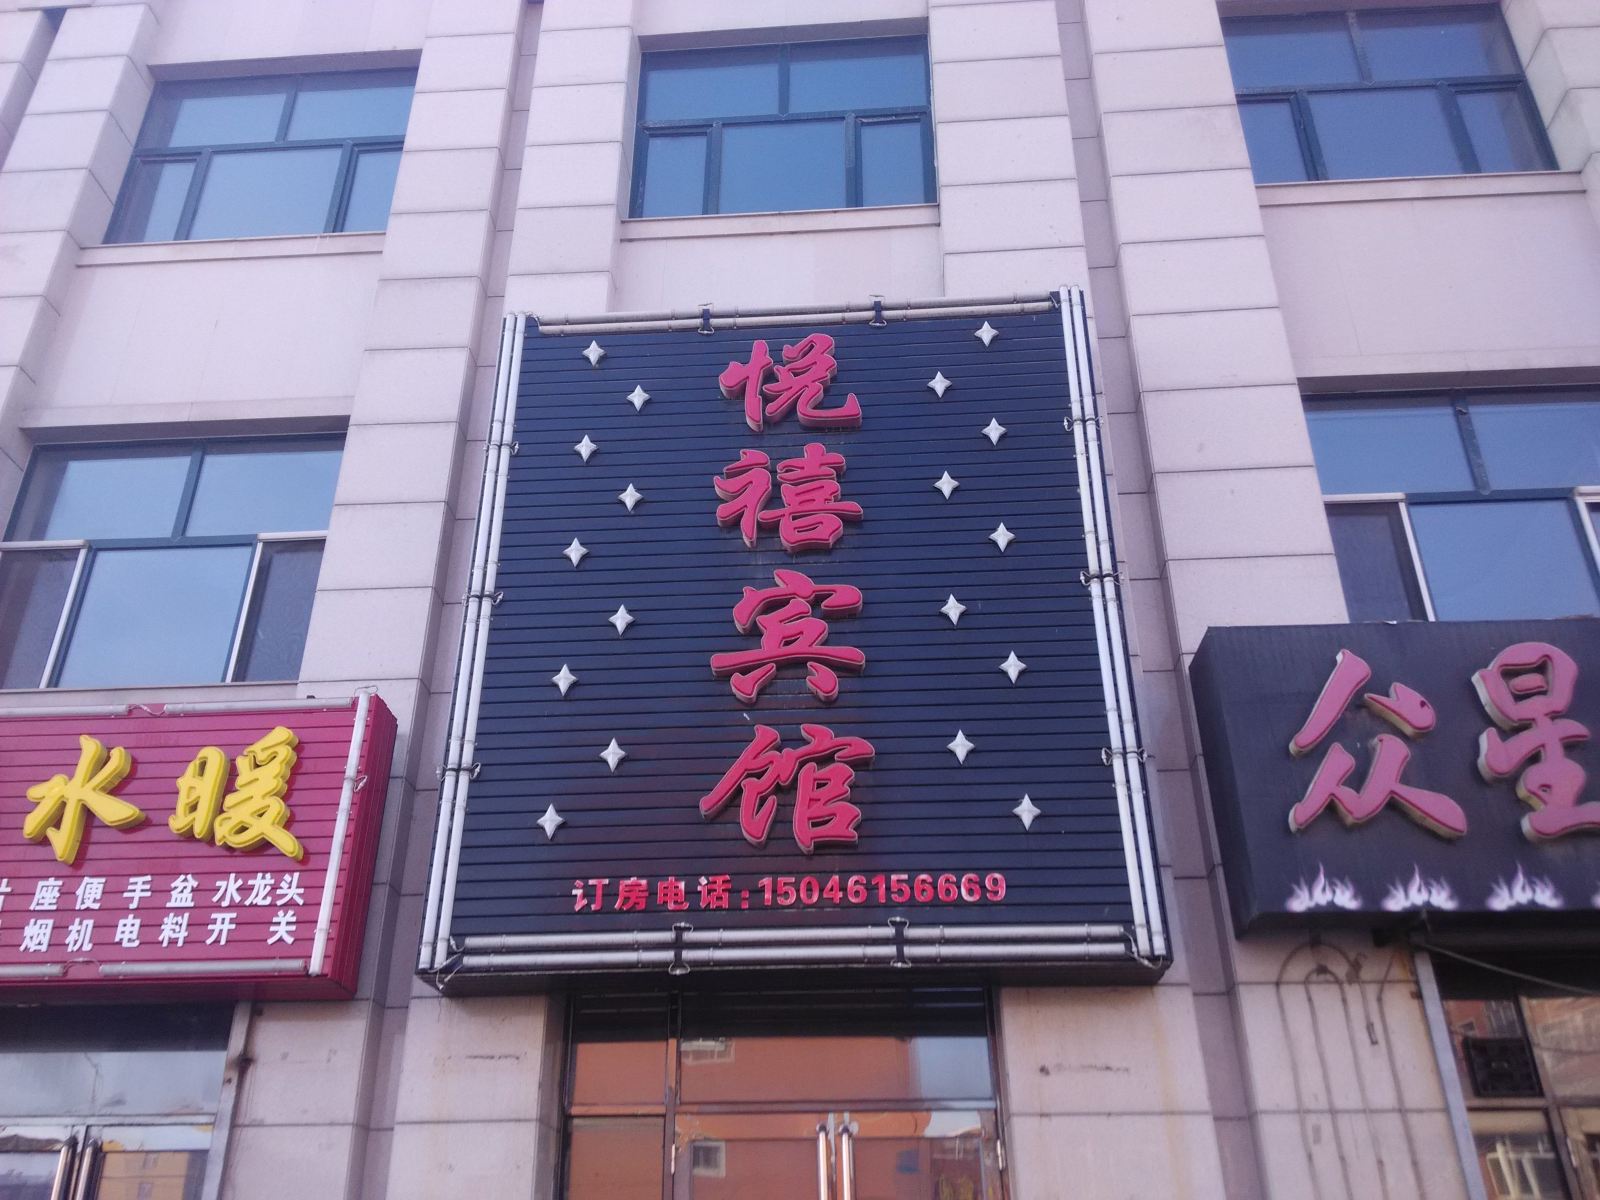 悦禧宾馆
订房电话:15046156669
水暖
座便 手盆 水龙头
烟机 电料开关
众星